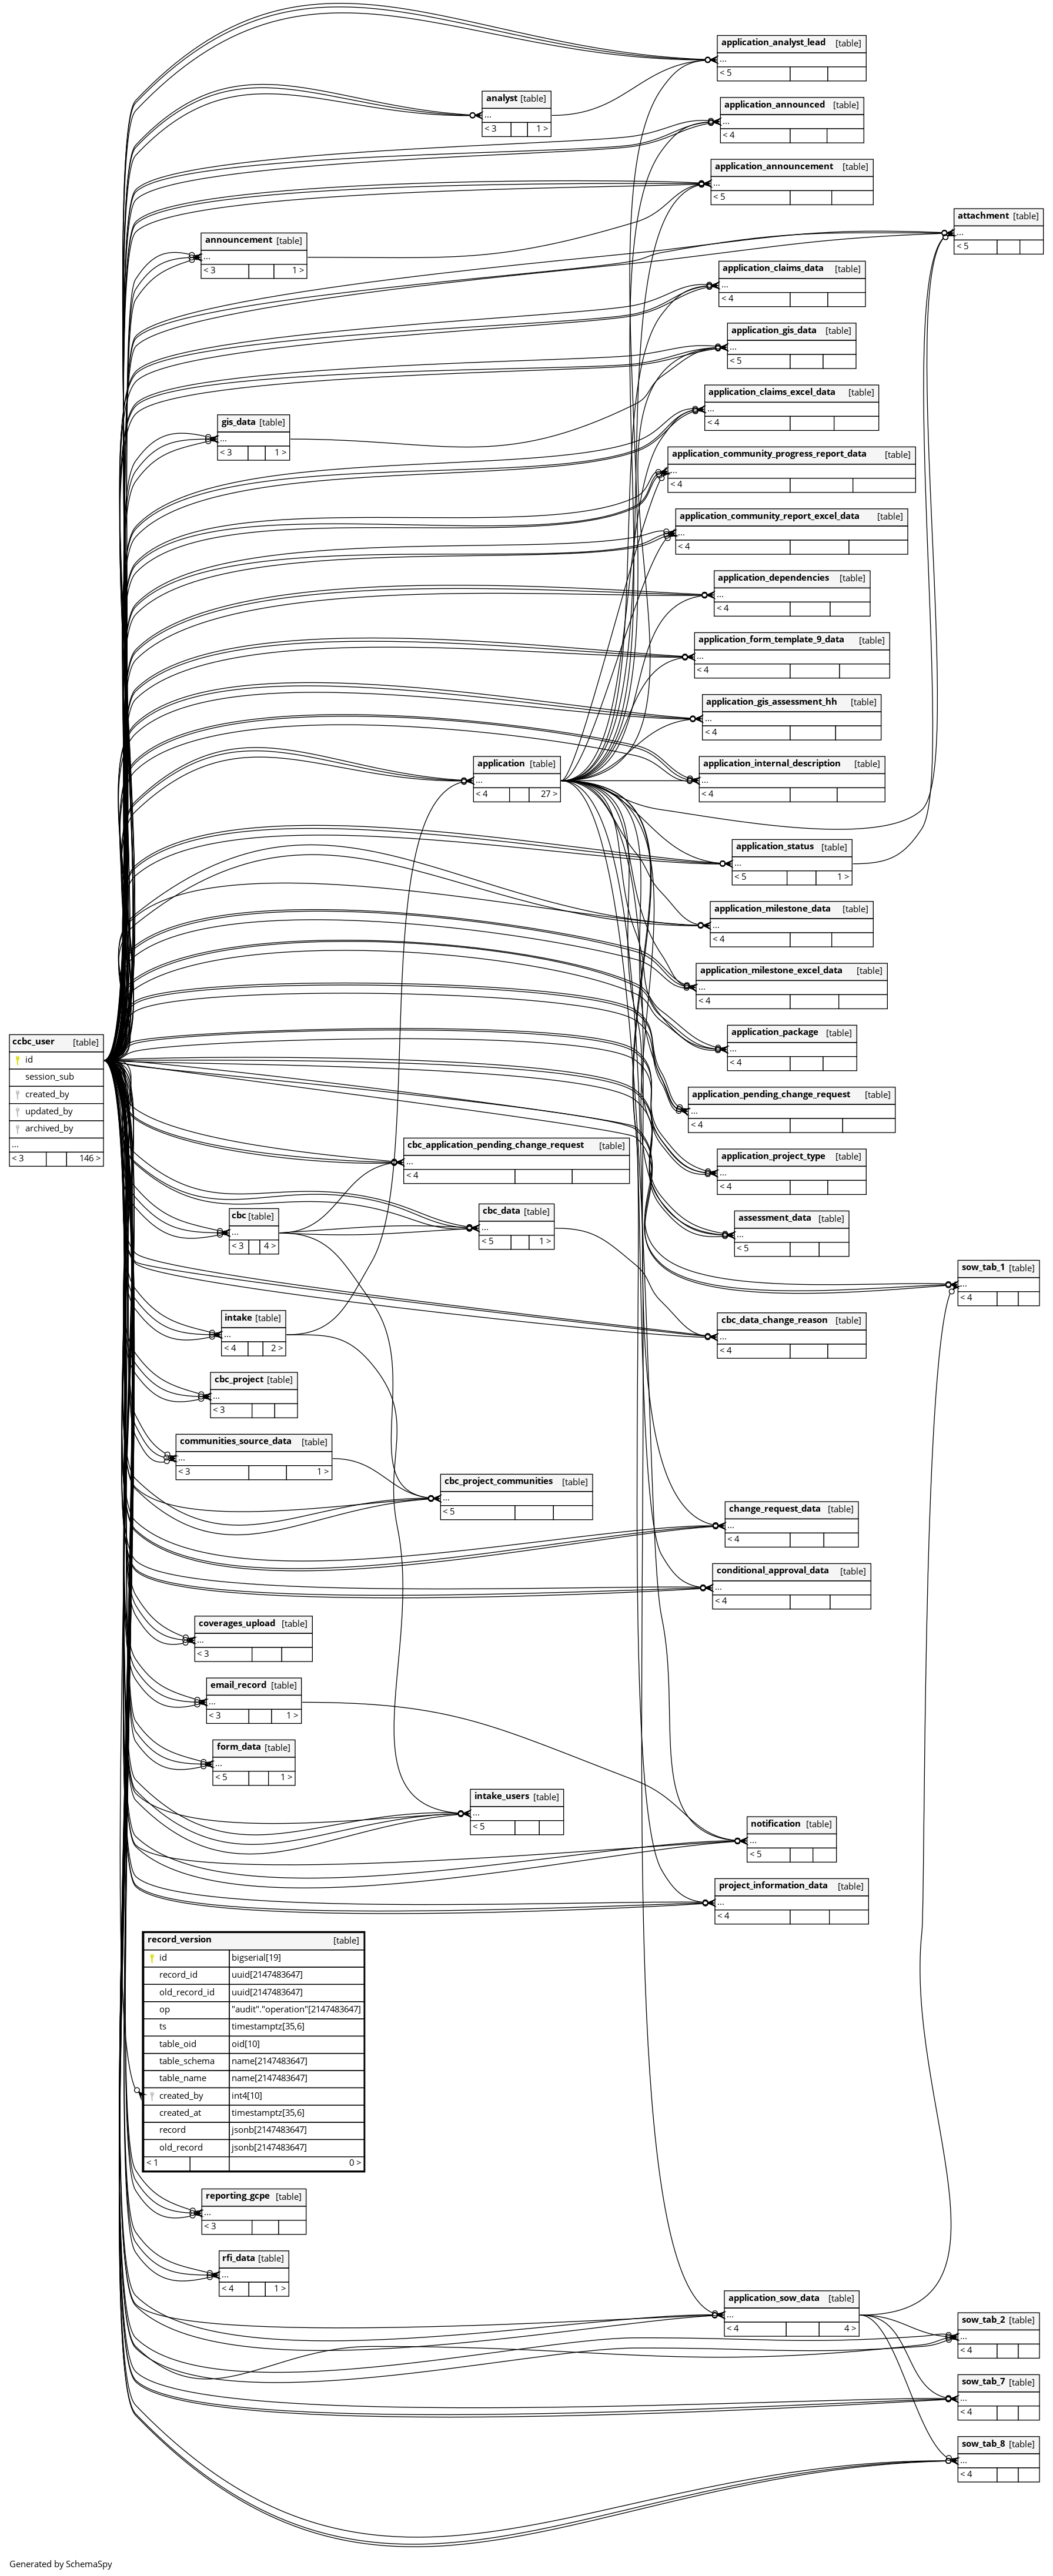 application_analyst_lead [table]
...
< 5
analyst [table]
...
< 3 1 >
application_announced [table]
...
< 4
application_announcement [table]
...
< 5
attachment [table]
...
< 5
announcement [table]
...
< 3 1 >
application_claims_data [table]
...
< 4
application_gis_data [table]
...
< 5
application_claims_excel_data [table]
...
< 4
gis_data [table]
...
< 3 1 >
application_community_progress_report_data [table]
...
< 4
application_community_report_excel_data [table]
...
< 4
application_dependencies [table]
...
< 4
application_form_template_9_data [table]
...
< 4
application_gis_assessment_hh [table]
...
< 4
application [table]
...
< 4 27 >
application_internal_description [table]
...
< 4
application_status [table]
...
< 5 1 >
application_milestone_data [table]
...
< 4
application_milestone_excel_data [table]
...
< 4
application_package [table]
...
< 4
ccbc_user [table]
id
session_sub
created_by
updated_by
archived_by
...
< 3 146 >
application_pending_change_request [table]
...
< 4
cbc_application_pending_change_request [table]
...
< 4
application_project_type [table]
...
< 4
cbc [table]
...
< 3 4 >
cbc_data [table]
...
< 5 1 >
assessment_data [table]
...
< 5
sow_tab_1 [table]
...
< 4
intake [table]
...
< 4 2 >
cbc_data_change_reason [table]
...
< 4
cbc_project [table]
...
< 3
communities_source_data [table]
...
< 3 1 >
cbc_project_communities [table]
...
< 5
change_request_data [table]
...
< 4
conditional_approval_data [table]
...
< 4
coverages_upload [table]
...
< 3
email_record [table]
...
< 3 1 >
form_data [table]
...
< 5 1 >
intake_users [table]
...
< 5
notification [table]
...
< 5
project_information_data [table]
...
< 4
record_version [table]
id bigserial[19]
record_id uuid[2147483647]
old_record_id uuid[2147483647]
op "audit"."operation"[2147483647]
ts timestamptz[35,6]
table_oid oid[10]
table_schema name[2147483647]
table_name name[2147483647]
created_by int4[10]
created_at timestamptz[35,6]
record jsonb[2147483647]
old_record jsonb[2147483647]
< 1 0 >
reporting_gcpe [table]
...
< 3
rfi_data [table]
...
< 4 1 >
application_sow_data [table]
...
< 4 4 >
sow_tab_2 [table]
...
< 4
sow_tab_7 [table]
...
< 4
sow_tab_8 [table]
...
< 4
Generated by SchemaSpy